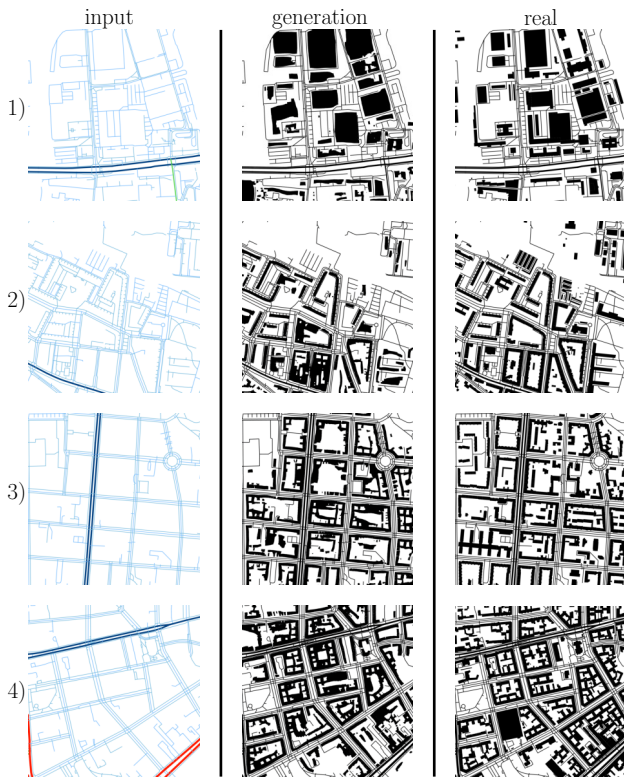 input generation real
1)
2)
3)
4)